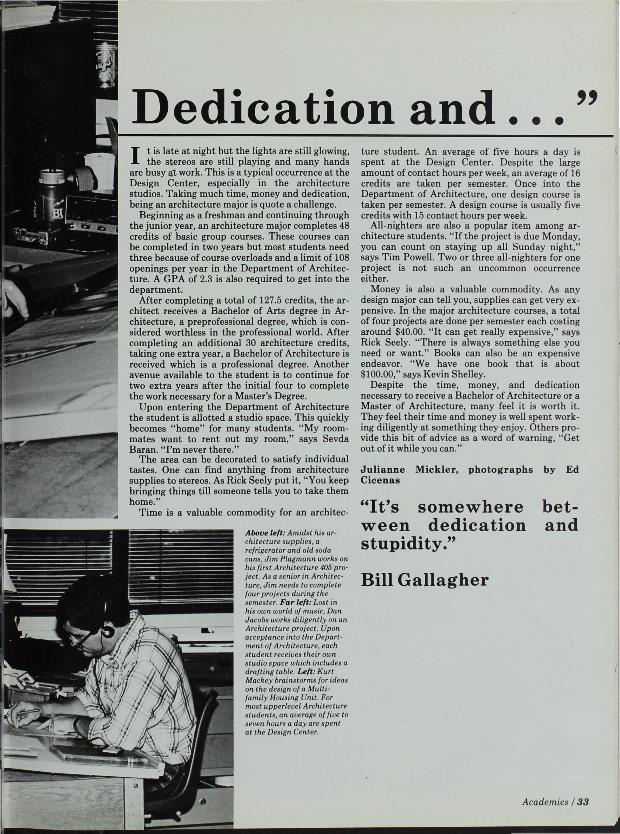 Dedication and . . . ”
It is late at night but the lights are still glowing,
the stereos are still playing and many hands
are busy at work. This is a typical occurrence at the
Design Center, especially in the architecture
studios. Taking much time, money and dedication,
being an architecture major is quote a challenge.
Beginning as a freshman and continuing through
the junior year, an architecture major completes 48
credits of basic group courses. These courses can
be completed in two years but most students need
three because of course overloads and a limit of 108
openings per year in the Department of Architec-
ture. A GPA of 2.3 is also required to get into the
department.
After completing a total of 127.5 credits, the ar-
chitect receives a Bachelor of Arts degree in Ar-
chitecture, a preprofessional degree, which is con-
sidered worthless in the professional world. After
completing an additional 30 architecture credits,
taking one extra year, a Bachelor of Architecture is
received which is a professional degree. Another
avenue available to the student is to continue for
two extra years after the initial four to complete
the work necessary for a Master's Degree.
Upon entering the Department of Architecture
the student is allotted a studio space. This quickly
becomes “home” for many students. “My room-
mates want to rent out my room,” says Sevda
Baran. “I'm never there.”
The area can be decorated to satisfy individual
tastes. One can find anything from architecture
supplies to stereos. As Rick Seely put it, “You keep
bringing things till someone tells you to take them
home.”
Time is a valuable commodity for an architec-
ture student. An average of five hours a day is
spent at the Design Center. Despite the large
amount of contact hours per week, an average of 16
credits are taken per semester. Once into the
Department of Architecture, one design course is
taken per semester. A design course is usually five
credits with 15 contact hours per week.
All-nighters are also a popular item among ar-
chitecture students. “If the project is due Monday,
you can count on staying up all Sunday night,”
says Tim Powell. Two or three all-nighters for one
project is not such an uncommon occurrence
either.
Money is also a valuable commodity. As any
design major can tell you, supplies can get very ex-
pensive. In the major architecture courses, a total
of four projects are done per semester each costing
around $40.00. “It can get really expensive,” says
Rick Seely. “There is always something else you
need or want.” Books can also be an expensive
endeavor. “We have one book that is about
$100.00,” says Kevin Shelley.
Despite the time, money, and dedication
necessary to receive a Bachelor of Architecture or a
Master of Architecture, many feel it is worth it.
They feel their time and money is well spent work-
ing diligently at something they enjoy. Others pro-
vide this bit of advice as a word of warning, “Get
out of it while you can.”
Julianne Mickler, photographs by Ed
Cicenas
“It's somewhere bet-
ween dedication and
stupidity.”
Bill Gallagher
Above left: Amidst his ar-
chitecture supplies, a
refrigerator and old soda
cans, Jim Plagmann works on
his first Architecture 405 pro-
ject. As a senior in Architec-
ture, Jim needs to complete
four projects during the
semester. Far left: Lost in
his own world of music, Dan
Jacobs works diligently on an
Architecture project. Upon
acceptance into the Depart-
ment of Architecture, each
student receives their own
studio space which includes a
drafting table. Left: Kurt
Mackey brainstorms for ideas
on the design of a Multi-
family Housing Unit. For
most upperlevel Architecture
students, an average of five to
seven hours a day are spent
at the Design Center.
Academics / 33